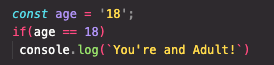 const age = '18';
if(age == 18)
console.log(`You're and Adult!`)